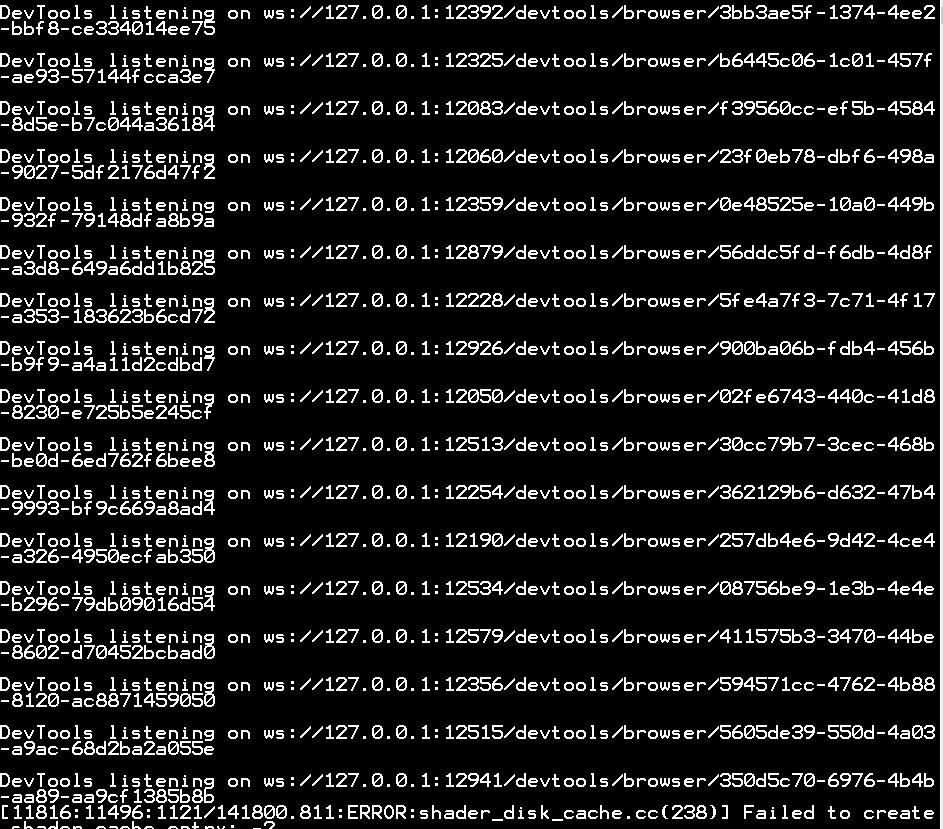 DevTools listening on ws://127.0.0.1:12392/devtools/browser/3bb3ae5f-1374-4ee2
-bbf8-ce334014ee75
DevTools listening on ws://127.0.0.1:12325/devtools/browser/b6445c06-1c01-457f
-ae93-57144fcca3e7
DevTools listening on ws://127.0.0.1:12083/devtools/browser/f39560cc-ef5b-4584
-8d5e-b7c044a36184
DevTools listening on ws://127.0.0.1:12060/devtools/browser/23f0eb78-dbf6-498a
-9027-5df2176d47f2
DevTools listening on ws://127.0.0.1:12359/devtools/browser/0e48525e-10a0-449b
-932f-79148dfa8b9a
DevTools listening on ws://127.0.0.1:12879/devtools/browser/56ddc5fd-f6db-4d8f
-a3d8-649a6dd1b825
DevTools listening on ws://127.0.0.1:12228/devtools/browser/5fe4a7f3-7c71-4f17
-a353-183623b6cd72
DevTools listening on ws://127.0.0.1:12926/devtools/browser/900ba06b-fdb4-456b
-b9f9-a4a11d2cdbd7
DevTools listening on ws://127.0.0.1:12050/devtools/browser/02fe6743-440c-41d8
-8230-e725b5e245cf
DevTools listening on ws://127.0.0.1:12513/devtools/browser/30cc79b7-3cec-468b
-be0d-6ed762f6bee8
DevTools listening on ws://127.0.0.1:12254/devtools/browser/362129b6-d632-47b4
-9993-bf9c669a8ad4
DevTools listening on ws://127.0.0.1:12190/devtools/browser/257db4e6-9d42-4ce4
-a326-4950ecfab350
DevTools listening on ws://127.0.0.1:12534/devtools/browser/08756be9-1e3b-4e4e
-b296-79db09016d54
DevTools listening on ws://127.0.0.1:12579/devtools/browser/411575b3-3470-44be
-8602-d70452bcbad0
DevTools listening on ws://127.0.0.1:12356/devtools/browser/594571cc-4762-4b88
-8120-ac8871459050
DevTools listening on ws://127.0.0.1:12515/devtools/browser/5605de39-550d-4a03
-a9ac-68d2ba2a055e
DevTools listening on ws://127.0.0.1:12941/devtools/browser/350d5c70-6976-4b4b
-aa89-aa9cf1385b8b
[11816:11496:1121/141800.811:ERROR:shader_disk_cache.cc(238)] Failed to create
shader cache entry: -2